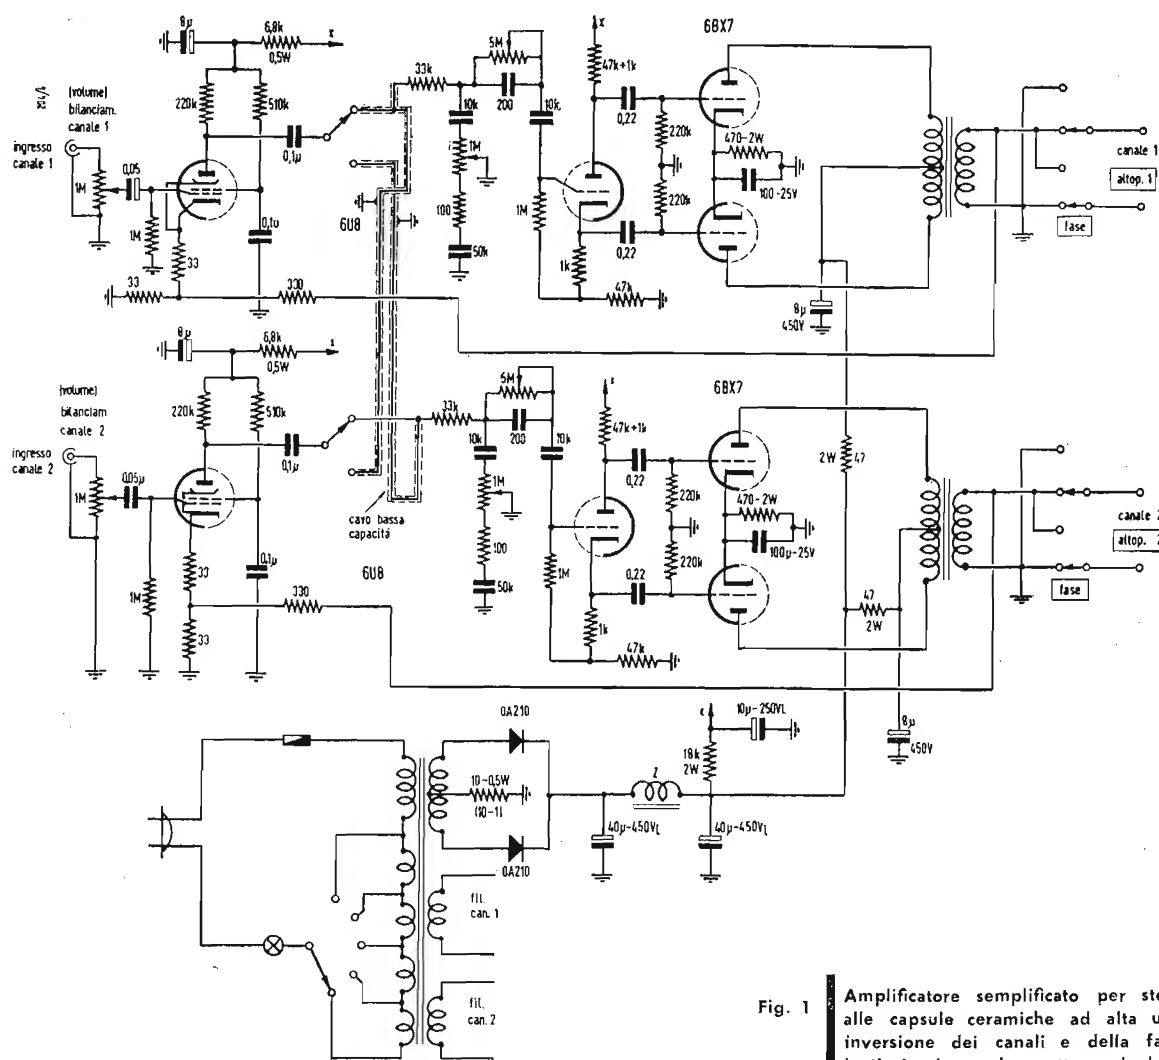 8µ
6,8k
0,5W
x
220k
510k
(volume)
bilanciam.
canale 1
ingresso
canale 1
1M
0,05
1M
33
33
330
0,1µ
0,1µ
6U8
33k
5M
200
10k
10k
1M
100
50k
1M
x
47k+1k
0,22
0,22
1k
47k
220k
220k
6BX7
470-2W
100-25V
8µ
450V
canale 1
altop. 1
fase
8µ
6,8k
0,5W
x
220k
510k
(volume)
bilanciam
canale 2
ingresso
canale 2
1M
0,05µ
1M
33
33
330
0,1µ
0,1µ
cavo bassa
capacitá
6U8
33k
5M
200
10k
10k
1M
100
50k
1M
x
47k+1k
0,22
0,22
1k
47k
220k
220k
6BX7
470-2W
100µ-25V
2W
47
47
2W
8µ
450V
canale 2
altop.
fase
0A210
10-0,5W
(10-1)
0A210
fil.
can. 1
fil.
can. 2
Z
40µ-450VL
40µ-450VL
18k
2W
10µ-250VL
Fig. 1
Amplificatore semplificato per ste
alle capsule ceramiche ad alta u
inversione dei canali e della fa